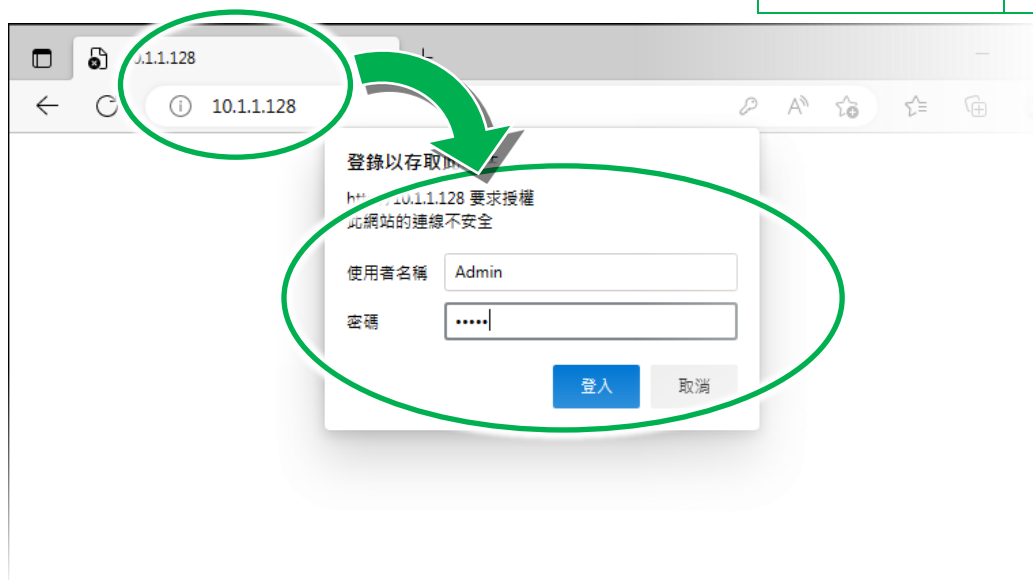 .1.1.128
10.1.1.128
登錄以存取
10.1.1.128 要求授權
此網站的連線不安全
使用者名稱 Admin
密碼 •••••
登入 取消